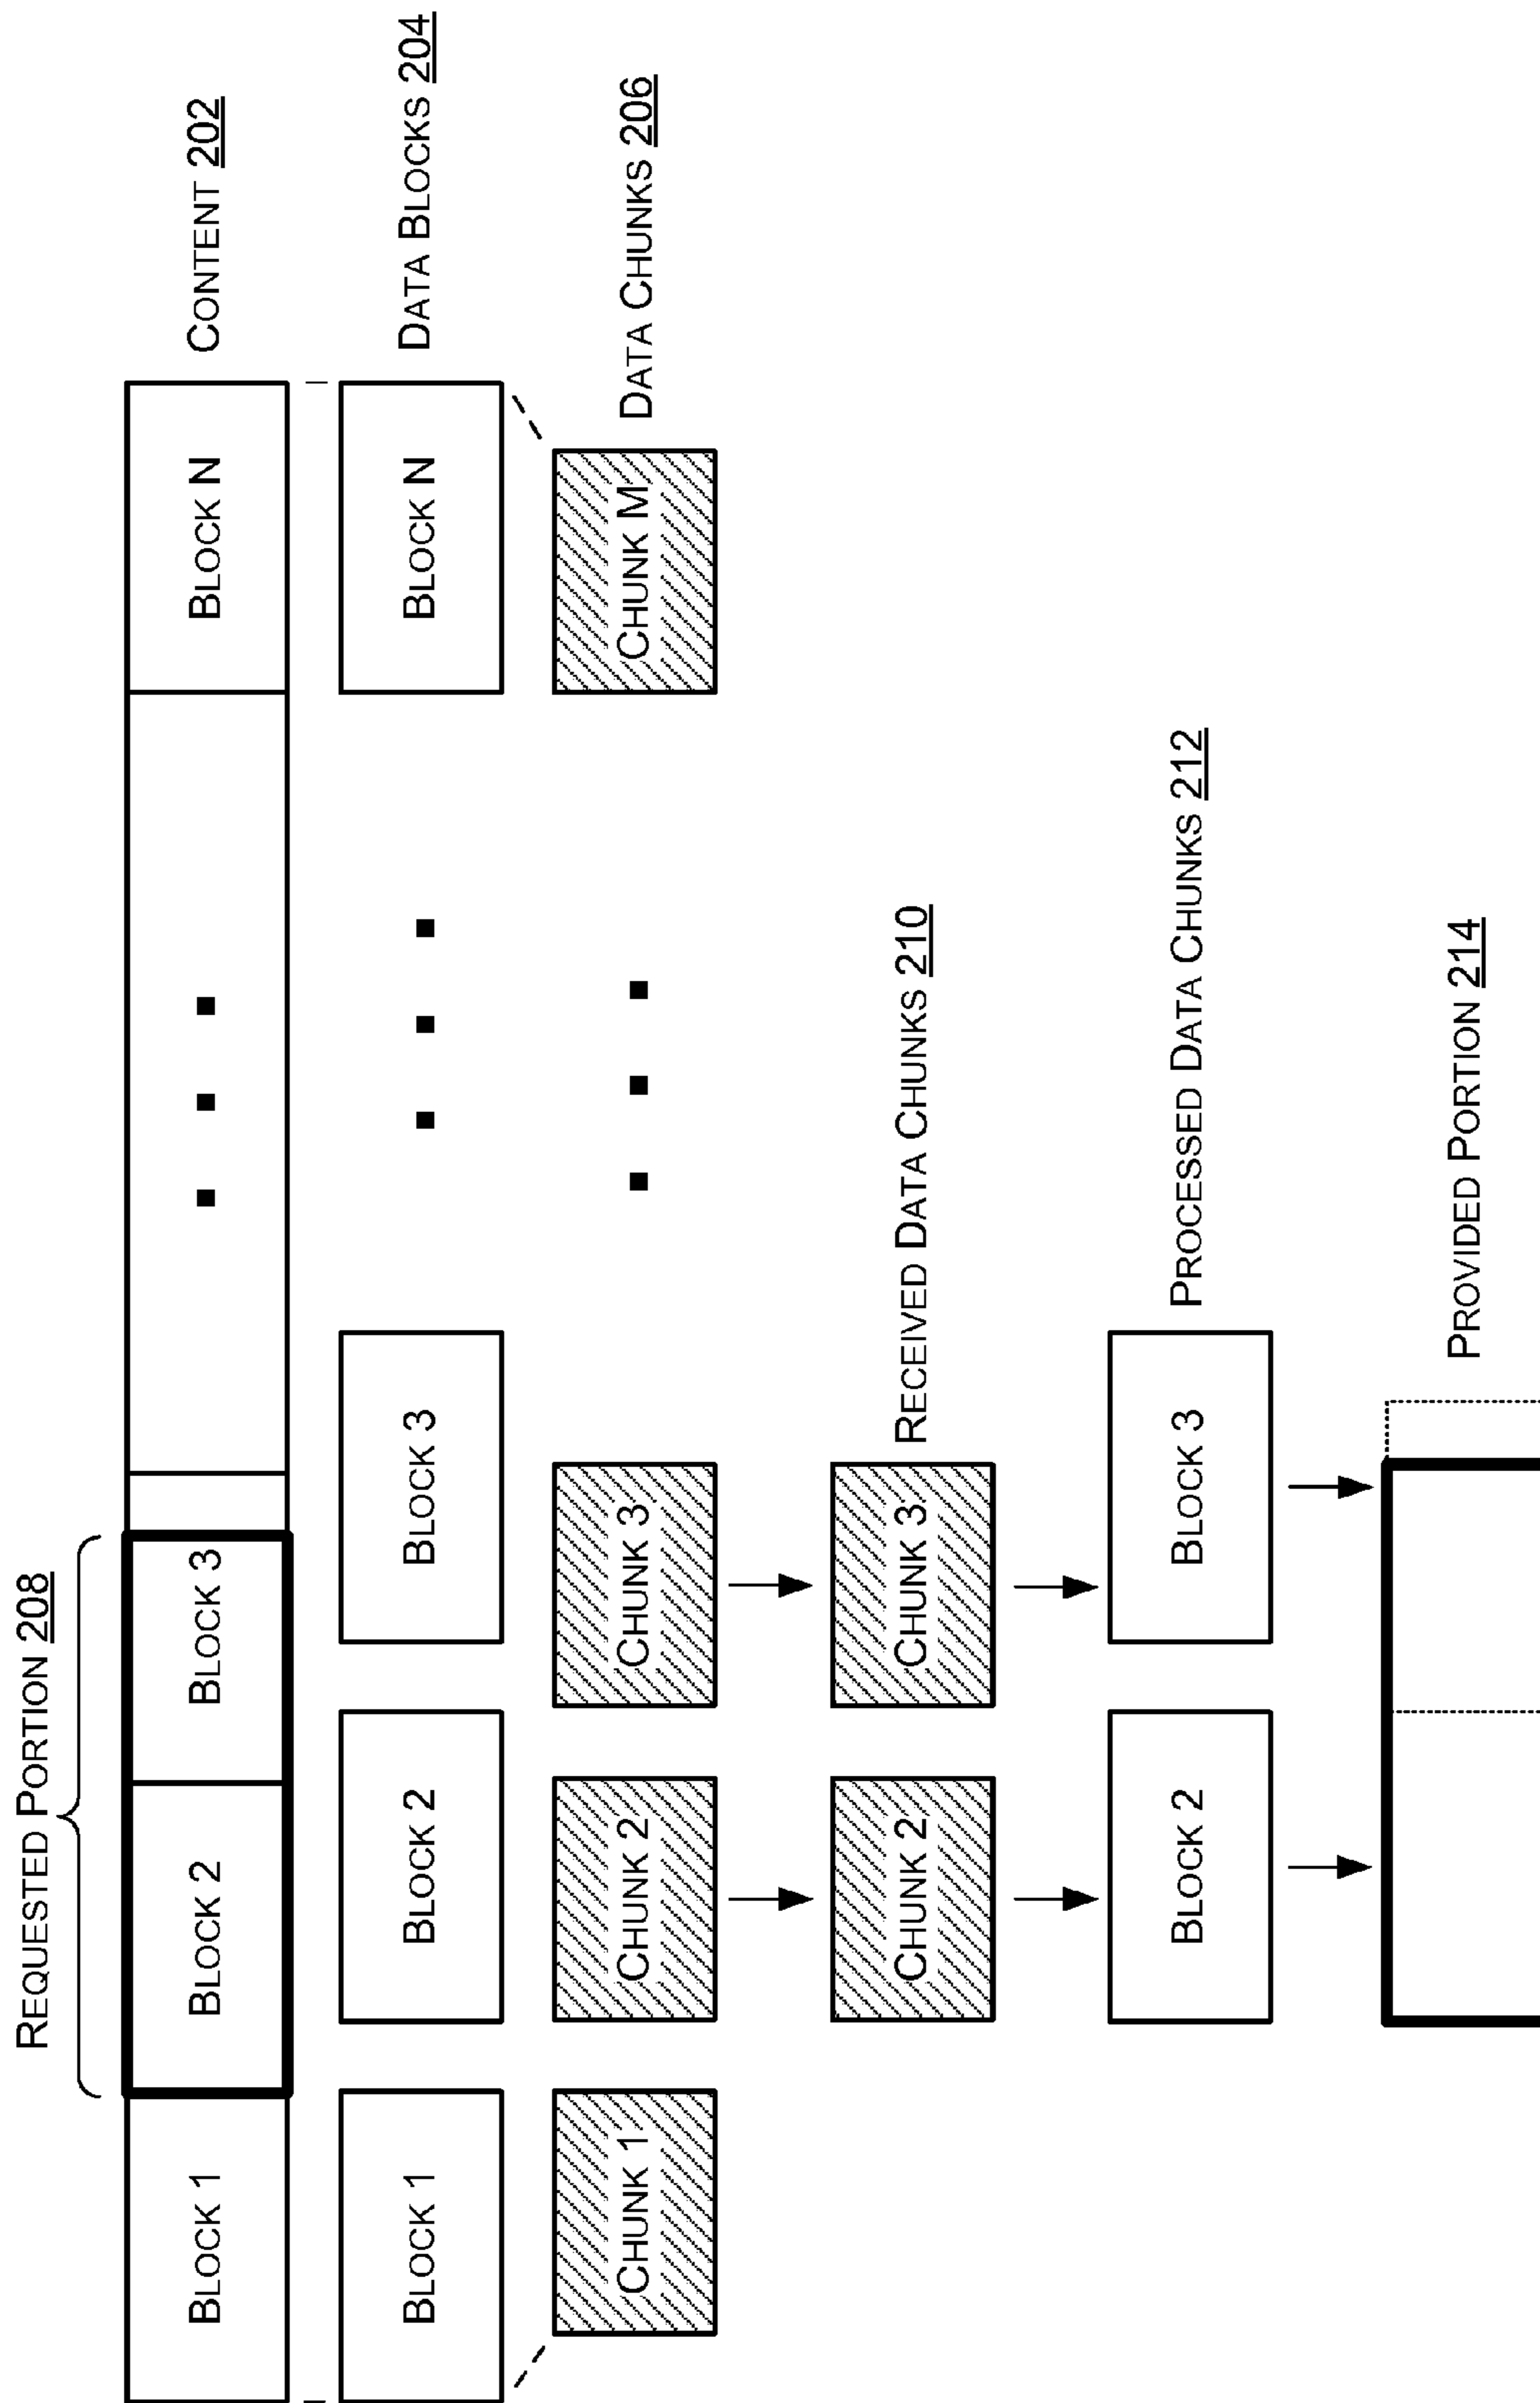 REQUESTED PORTION 208
BLOCK 1 BLOCK 2 BLOCK 3 BLOCK N CONTENT 202
BLOCK 1 BLOCK 2 BLOCK 3 BLOCK N DATA BLOCKS 204
CHUNK 1 CHUNK 2 CHUNK 3 CHUNK M DATA CHUNKS 206
CHUNK 2 CHUNK 3 RECEIVED DATA CHUNKS 210
BLOCK 2 BLOCK 3 PROCESSED DATA CHUNKS 212
PROVIDED PORTION 214